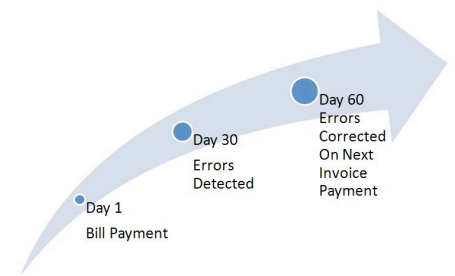 Day 1
Bill Payment
Day 30
Errors
Detected
Day 60
Errors
Corrected
On Next
Invoice
Payment